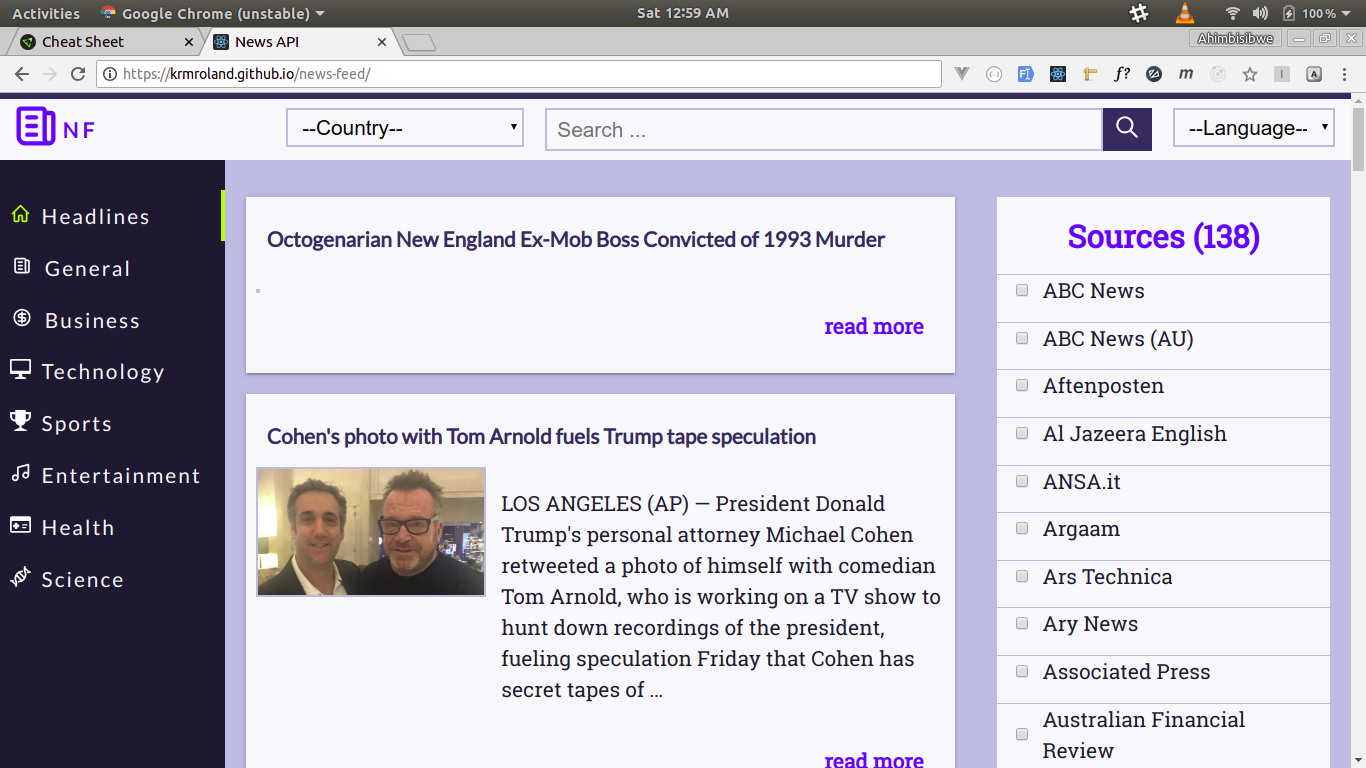 Activities
Google Chrome (unstable)
Sat 12:59 AM
100 %
Cheat Sheet
News API
Ahimbisibwe
https://krmroland.github.io/news-feed/
f?
m
I
A
NF
--Country--
Search ...
--Language--
Headlines
General
Business
Technology
Sports
Entertainment
Health
Science
Octogenarian New England Ex-Mob Boss Convicted of 1993 Murder
read more
Cohen's photo with Tom Arnold fuels Trump tape speculation
LOS ANGELES (AP) — President Donald
Trump's personal attorney Michael Cohen
retweeted a photo of himself with comedian
Tom Arnold, who is working on a TV show to
hunt down recordings of the president,
fueling speculation Friday that Cohen has
secret tapes of ...
read more
Sources (138)
ABC News
ABC News (AU)
Aftenposten
Al Jazeera English
ANSA.it
Argaam
Ars Technica
Ary News
Associated Press
Australian Financial
Review